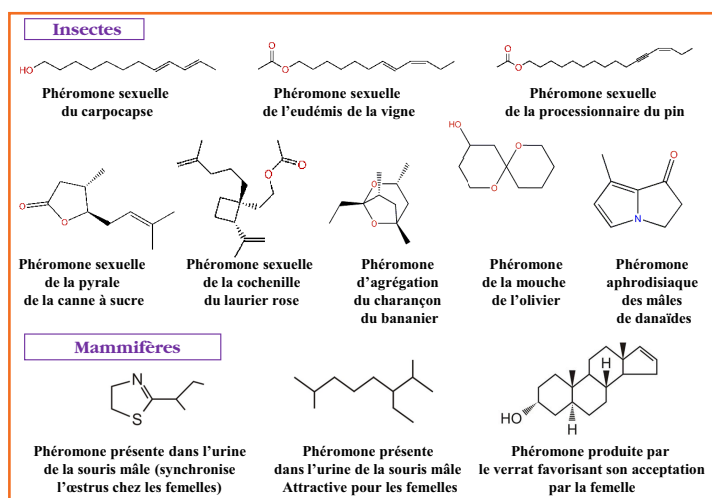 Insectes
HO
O
O
O
O
Phéromone sexuelle
du carpocapse
Phéromone sexuelle
de l'eudémis de la vigne
Phéromone sexuelle
de la processionnaire du pin
O
O
O
O
O
O
HO
O
O
O
N
Phéromone sexuelle
de la pyrale
de la canne à sucre
Phéromone sexuelle
de la cochenille
du laurier rose
Phéromone
d'agrégation
du charançon
du bananier
Phéromone
de la mouche
de l'olivier
Phéromone
aphrodisiaque
des mâles
de danaïdes
Mammifères
N
S
H
H
HO
H
Phéromone présente dans l'urine
de la souris mâle (synchronise
l'œstrus chez les femelles)
Phéromone présente
dans l'urine de la souris mâle
Attractive pour les femelles
Phéromone produite par
le verrat favorisant son acceptation
par la femelle